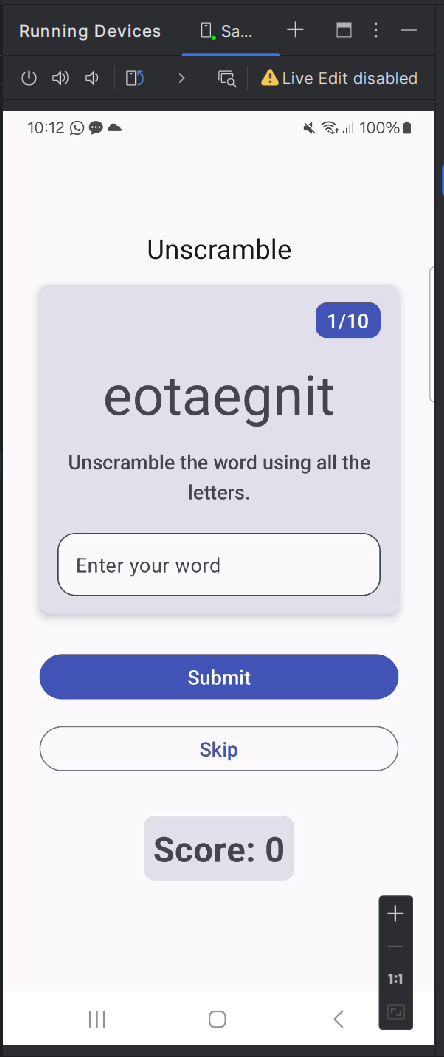 Running Devices
Sa...
Live Edit disabled
10:12
100%
Unscramble
1/10
eotaegnit
Unscramble the word using all the
letters.
Enter your word
Submit
Skip
Score: 0
1:1